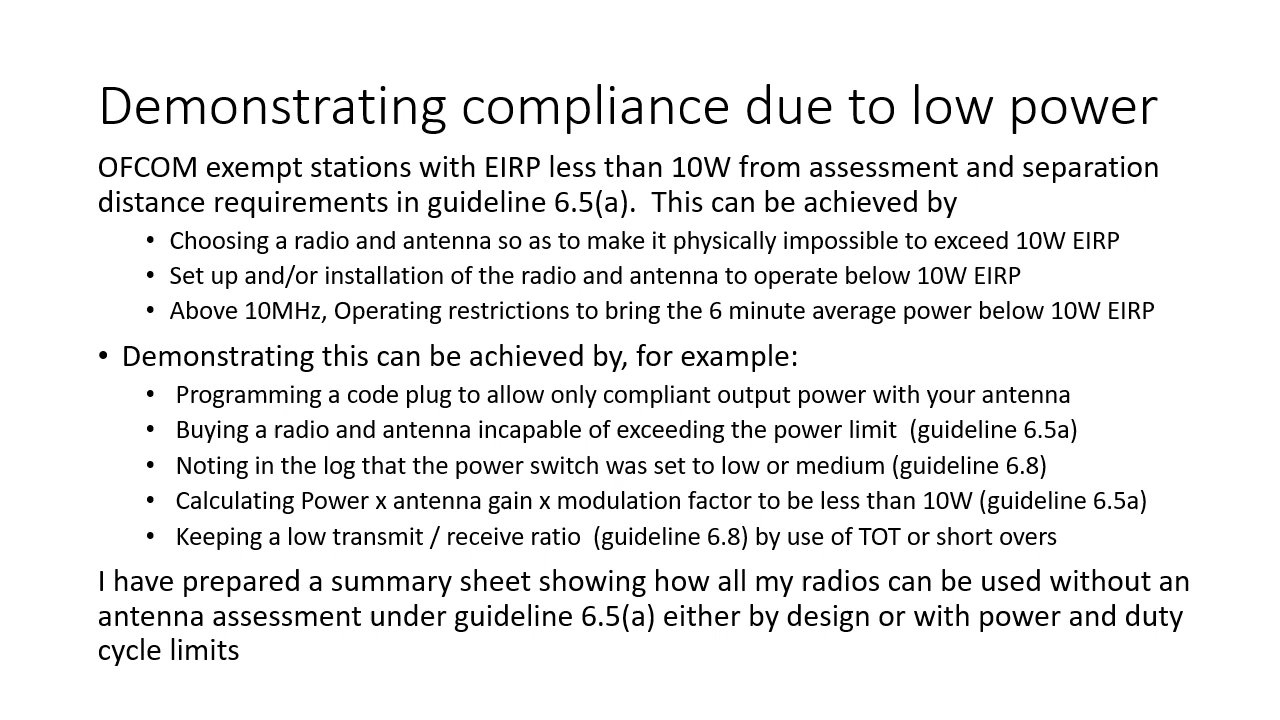 Demonstrating compliance due to low power
OFCOM exempt stations with EIRP less than 10W from assessment and separation
distance requirements in guideline 6.5(a).  This can be achieved by
• Choosing a radio and antenna so as to make it physically impossible to exceed 10W EIRP
• Set up and/or installation of the radio and antenna to operate below 10W EIRP
• Above 10MHz, Operating restrictions to bring the 6 minute average power below 10W EIRP
• Demonstrating this can be achieved by, for example:
• Programming a code plug to allow only compliant output power with your antenna
• Buying a radio and antenna incapable of exceeding the power limit  (guideline 6.5a)
• Noting in the log that the power switch was set to low or medium (guideline 6.8)
• Calculating Power x antenna gain x modulation factor to be less than 10W (guideline 6.5a)
• Keeping a low transmit / receive ratio  (guideline 6.8) by use of TOT or short overs
I have prepared a summary sheet showing how all my radios can be used without an
antenna assessment under guideline 6.5(a) either by design or with power and duty
cycle limits